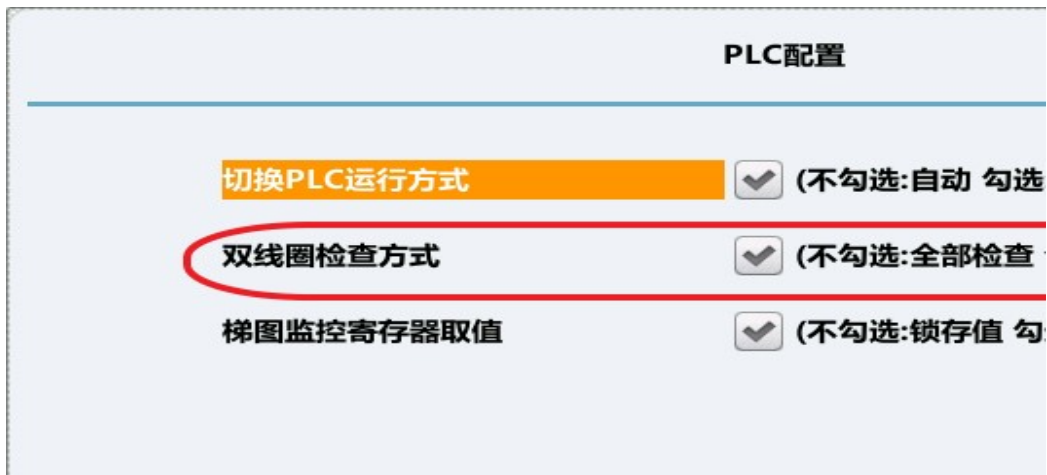 PLC配置
切换PLC运行方式 (不勾选:自动 勾选
双线圈检查方式 (不勾选:全部检查
梯图监控寄存器取值 (不勾选:锁存值 勾